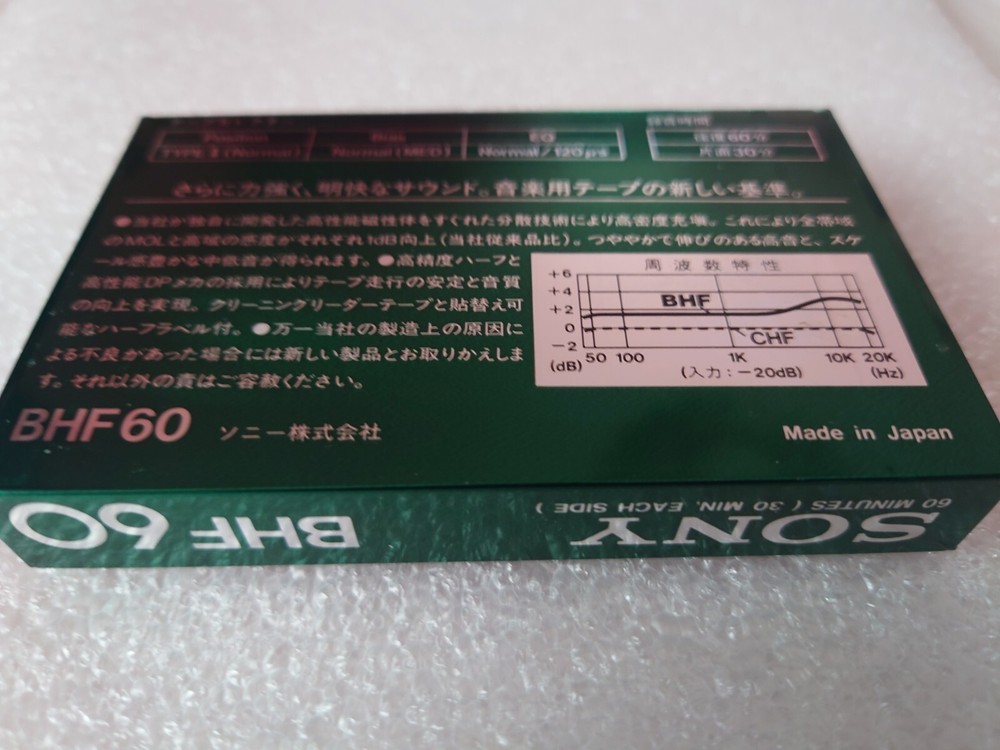 Position Bias EQ
TYPE I (Normal) Normal (MED) Normal/120μs
録音時間
往復60分
片面30分
さらに力強く、明快なサウンド。音楽用テープの新しい基準。
●当社が独自に開発した高性能磁性体をすぐれた分散技術により高密度充填。これにより全帯域
のMOLと高域の感度がそれぞれ1dB向上(当社従来品比)。つややかで伸びのある高音と、スケ
ール感豊かな中低音が得られます。●高精度ハーフと
高性能DPメカの採用によりテープ走行の安定と音質
の向上を実現。クリーニングリーダーテープと貼替え可
能なハーフラベル付。●万一当社の製造上の原因に
よる不良があった場合には新しい製品とお取りかえしま
す。それ以外の責はご容赦ください。
周波数特性
+6
+4
+2
0
−2
(dB)
BHF
CHF
50 100 1K 10K 20K
(入力:−20dB) (Hz)
BHF60 ソニー株式会社
Made in Japan
SONY
60 MINUTES (30 MIN. EACH SIDE)
BHF 60